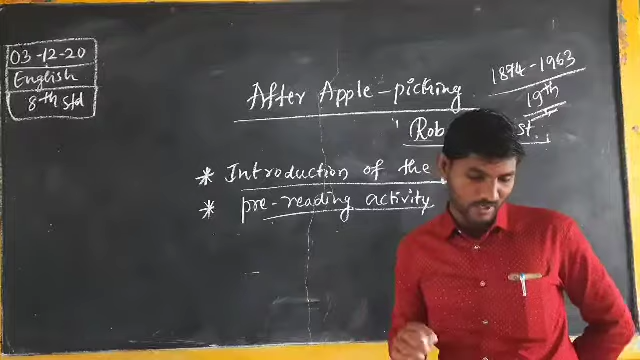 03-12-20
English
8th std
After Apple-picking
1874-1963
19th
Rob st.
* Introduction of the
* pre-reading activity